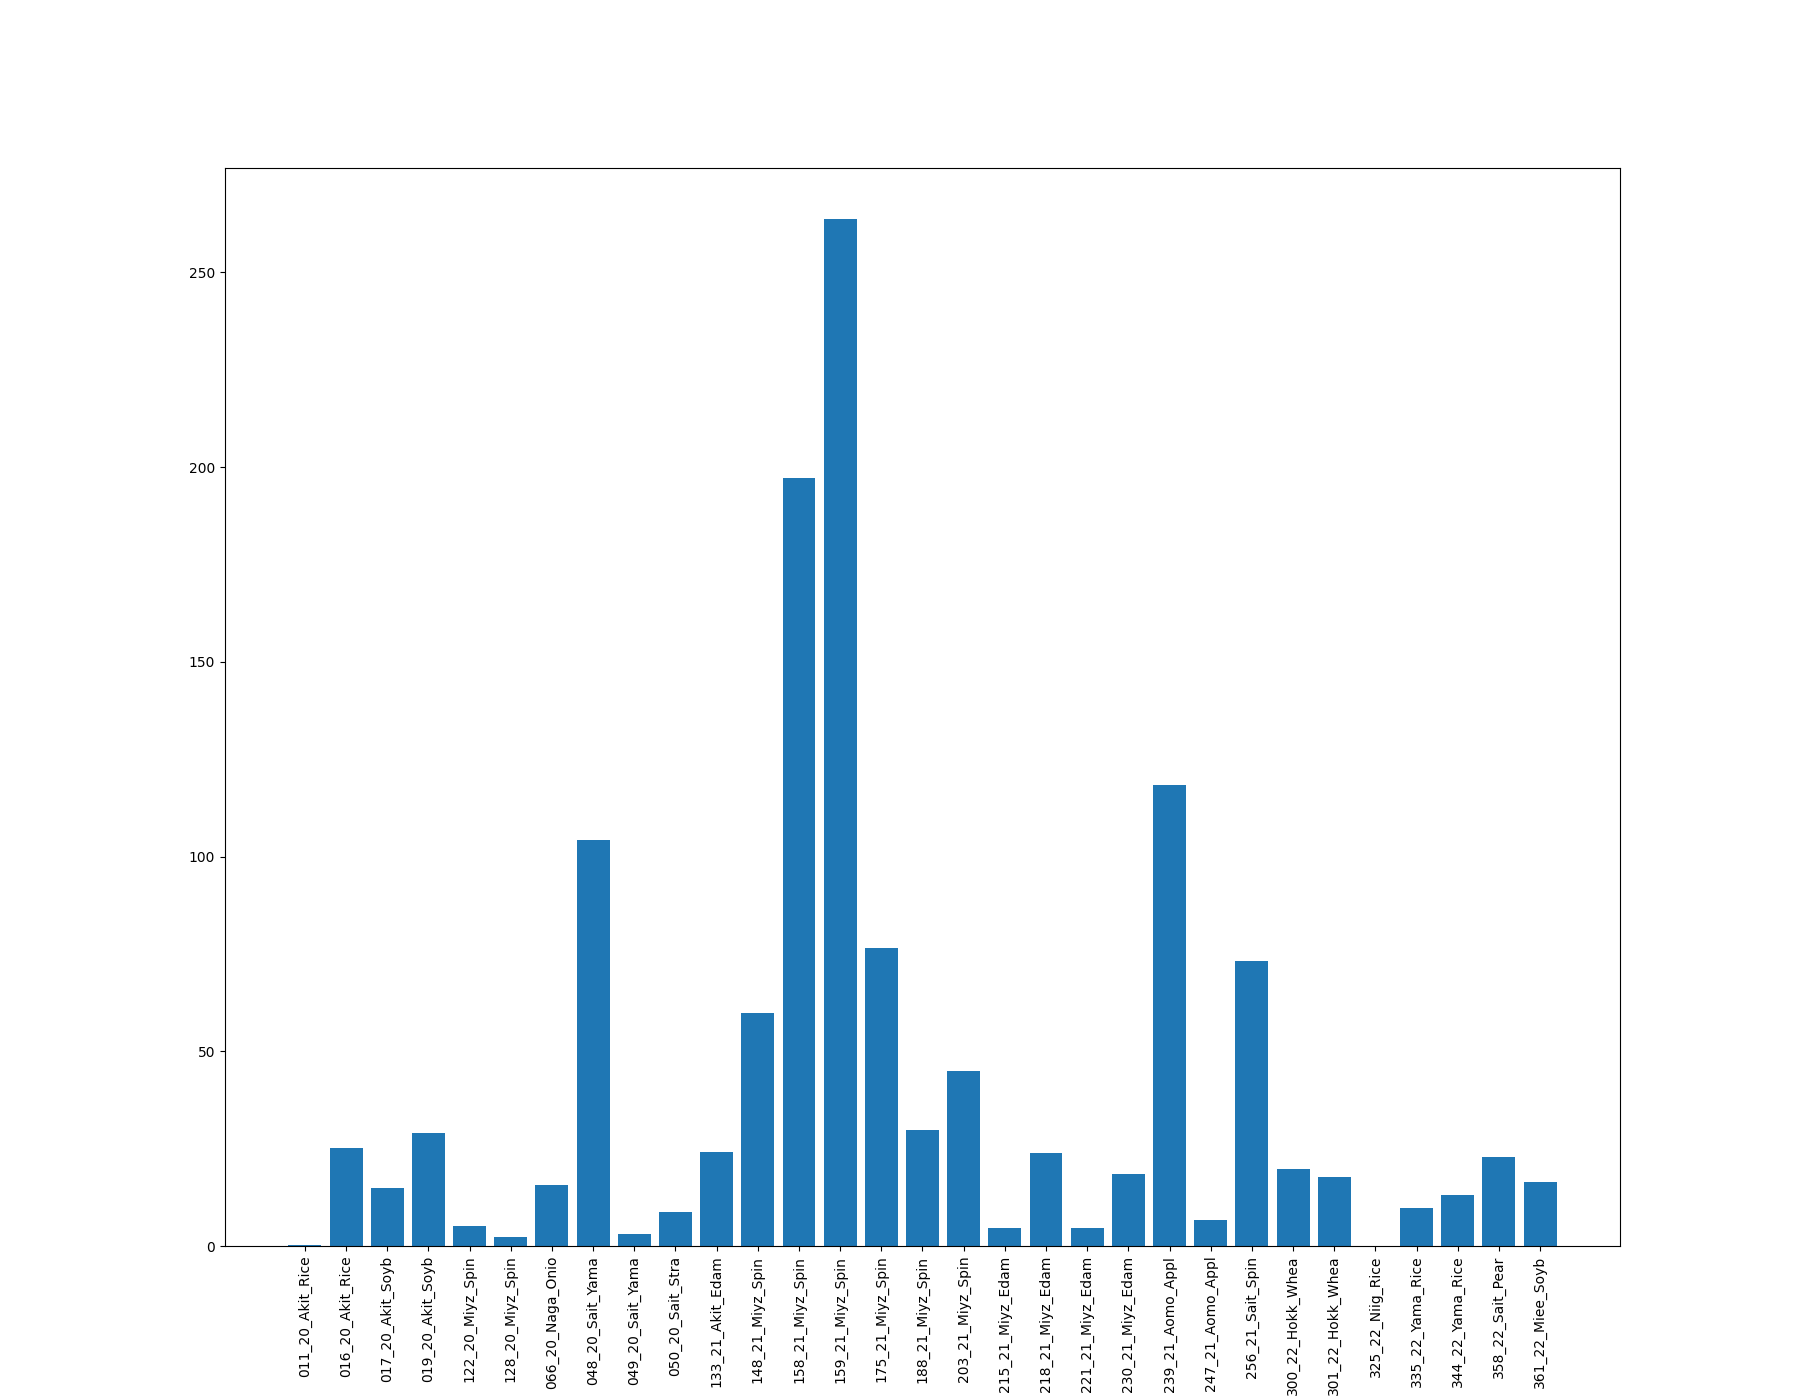 250
200
150
100
50
0
011_20_Akit_Rice
016_20_Akit_Rice
017_20_Akit_Soyb
019_20_Akit_Soyb
122_20_Miyz_Spin
128_20_Miyz_Spin
066_20_Naga_Onio
048_20_Sait_Yama
049_20_Sait_Yama
050_20_Sait_Stra
133_21_Akit_Edam
148_21_Miyz_Spin
158_21_Miyz_Spin
159_21_Miyz_Spin
175_21_Miyz_Spin
188_21_Miyz_Spin
203_21_Miyz_Spin
215_21_Miyz_Edam
218_21_Miyz_Edam
221_21_Miyz_Edam
230_21_Miyz_Edam
239_21_Aomo_Appl
247_21_Aomo_Appl
256_21_Sait_Spin
300_22_Hokk_Whea
301_22_Hokk_Whea
325_22_Niig_Rice
335_22_Yama_Rice
344_22_Yama_Rice
358_22_Sait_Pear
361_22_Miee_Soyb